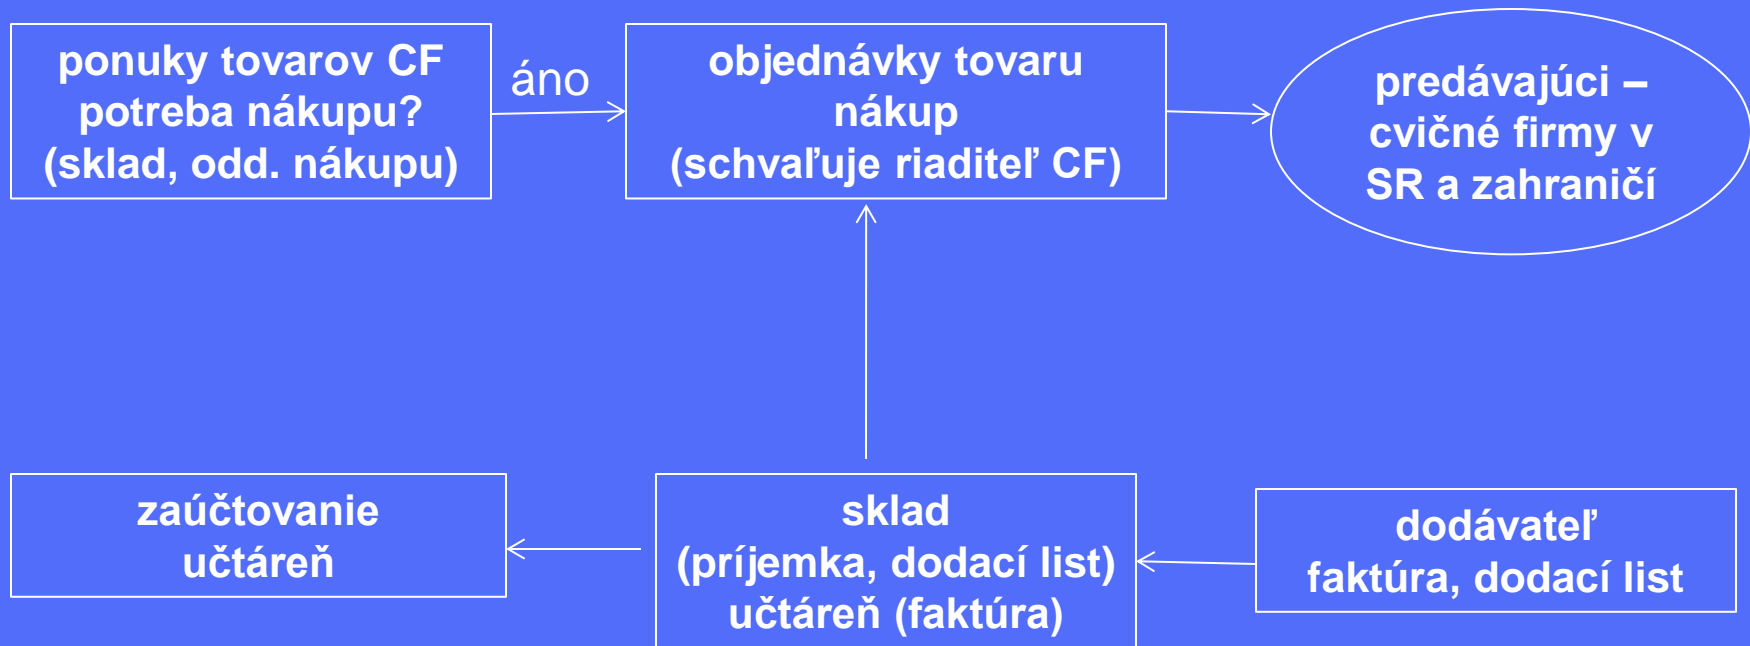 ponuky tovarov CF
potreba nákupu?
(sklad, odd. nákupu)
áno
objednávky tovaru
nákup
(schvaľuje riaditeľ CF)
predávajúci –
cvičné firmy v
SR a zahraničí
zaúčtovanie
učtáreň
sklad
(príjemka, dodací list)
učtáreň (faktúra)
dodávateľ
faktúra, dodací list